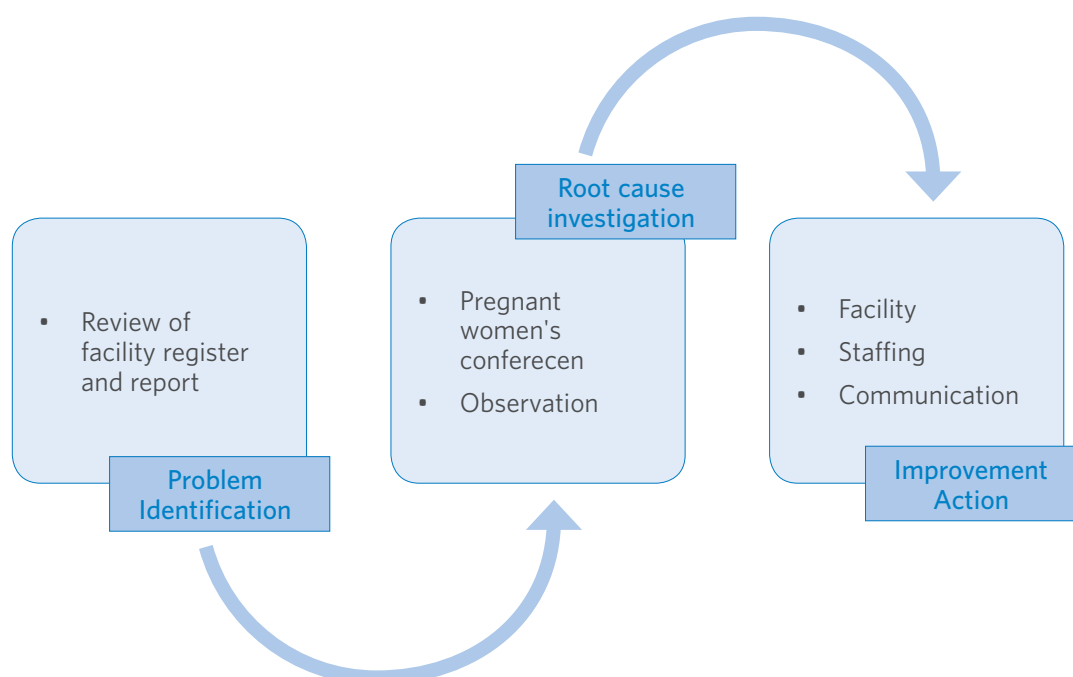 • Review of
facility register
and report
Problem
Identification
Root cause
investigation
• Pregnant
women's
conferecen
• Observation
• Facility
• Staffing
• Communication
Improvement
Action